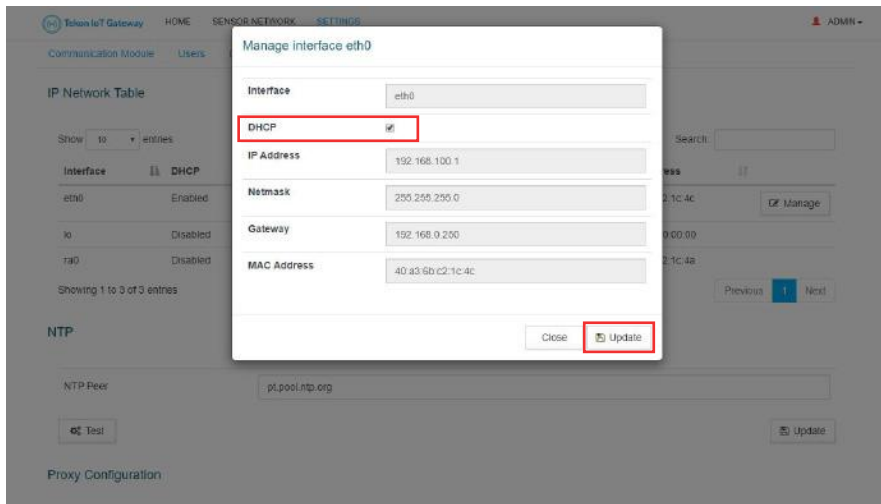 Tekon IoT Gateway HOME SENSOR NETWORK SETTINGS ADMIN
Communication Module Users
Manage interface eth0
IP Network Table
Interface eth0
DHCP
Show 10 entries Search:
IP Address 192.168.100.1
Interface DHCP ess
Netmask 255.255.255.0
eth0 Enabled 2:1c:4c Manage
Gateway 192.168.0.250
lo Disabled 0:00:00
MAC Address 40:a3:6b:c2:1c:4c
ra0 Disabled 2:1c:4a
Showing 1 to 3 of 3 entries Previous 1 Next
Close Update
NTP
NTP Peer pt.pool.ntp.org
Test Update
Proxy Configuration